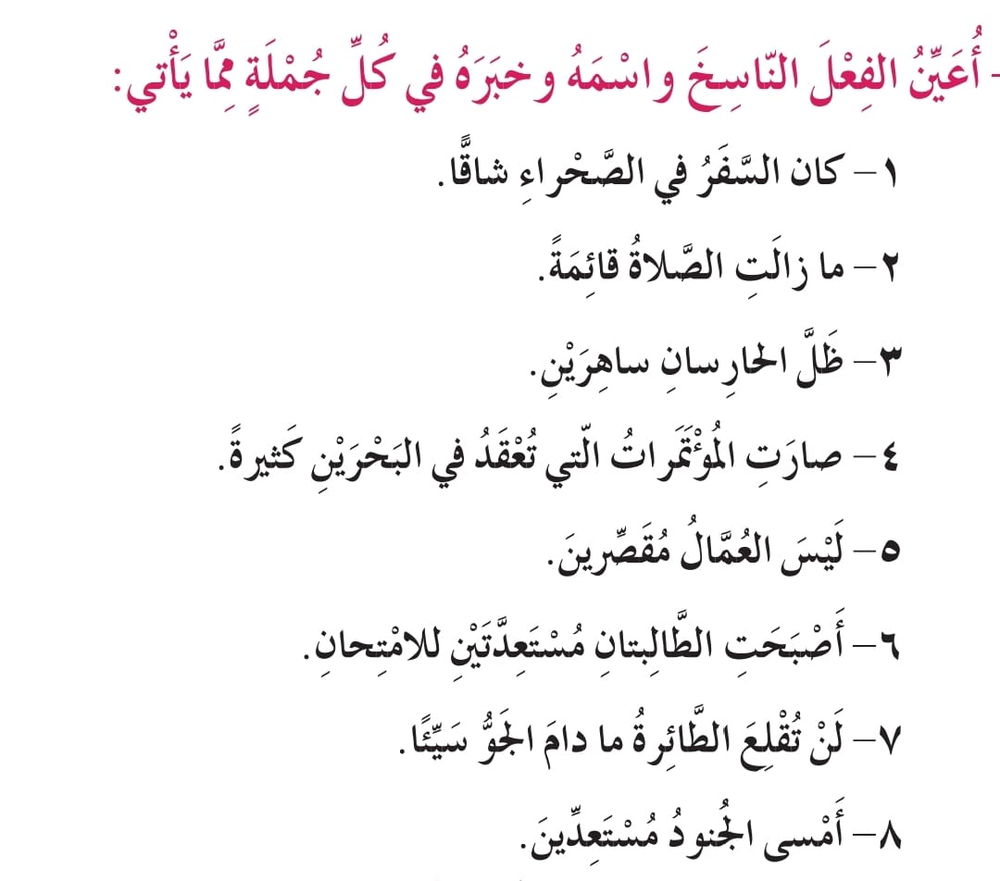 - أُعَيِّنُ الفِعْلَ النّاسِخَ واسْمَهُ وخبَرَهُ في كُلِّ جُمْلَةٍ مِمَّا يَأْتي:
١- كان السَّفَرُ في الصَّحْراءِ شاقًّا.
٢- ما زالَتِ الصَّلاةُ قائِمَةً.
٣- ظَلَّ الحارِسانِ ساهِرَيْنِ.
٤- صارَتِ المُؤْتَمَراتُ الّتي تُعْقَدُ في البَحْرَيْنِ كَثيرةً.
٥- لَيْسَ العُمَّالُ مُقَصِّرينَ.
٦- أَصْبَحَتِ الطَّالِبتانِ مُسْتَعِدَّتَيْنِ للامْتِحانِ.
٧- لَنْ تُقْلِعَ الطَّائِرةُ ما دامَ الجَوُّ سَيِّئًا.
٨- أَمْسى الجُنودُ مُسْتَعِدِّينَ.